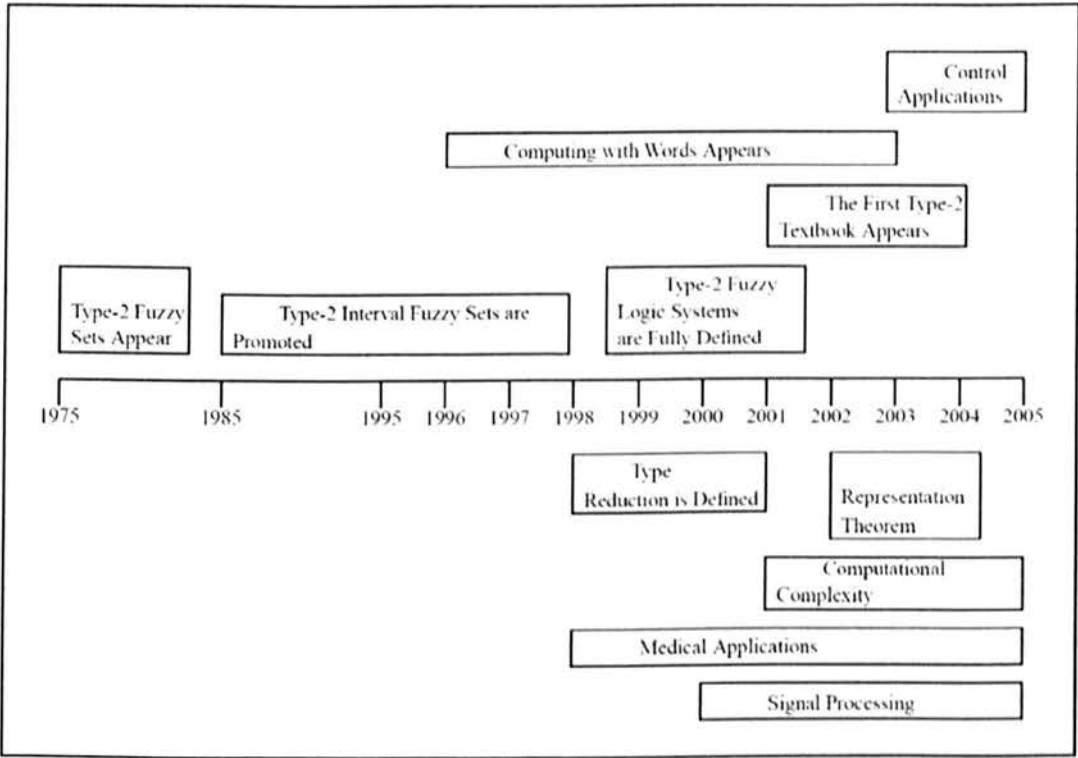 Control
Applications
Computing with Words Appears
The First Type-2
Textbook Appears
Type-2 Fuzzy
Sets Appear
Type-2 Interval Fuzzy Sets are
Promoted
Type-2 Fuzzy
Logic Systems
are Fully Defined
1975 1985 1995 1996 1997 1998 1999 2000 2001 2002 2003 2004 2005
Type
Reduction is Defined
Representation
Theorem
Computational
Complexity
Medical Applications
Signal Processing